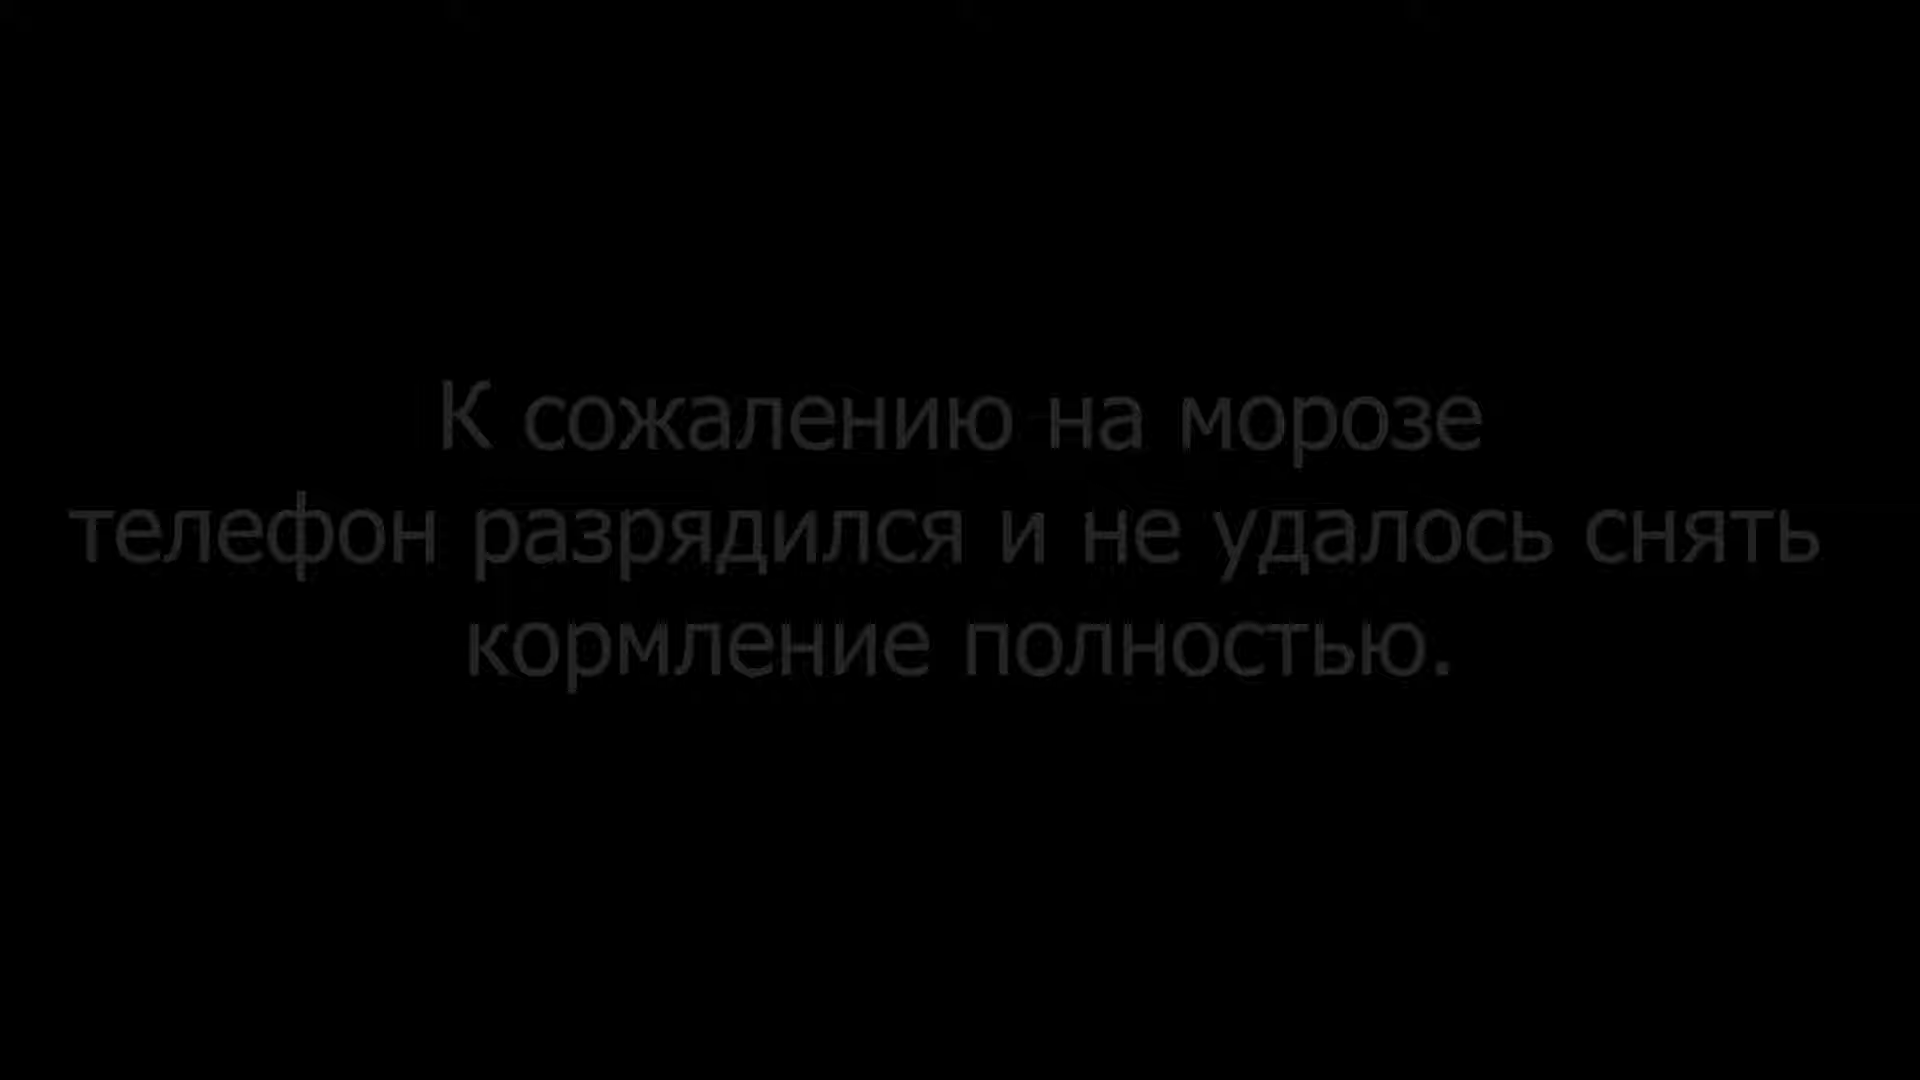 К сожалению на морозе
телефон разрядился и не удалось снять
кормление полностью.